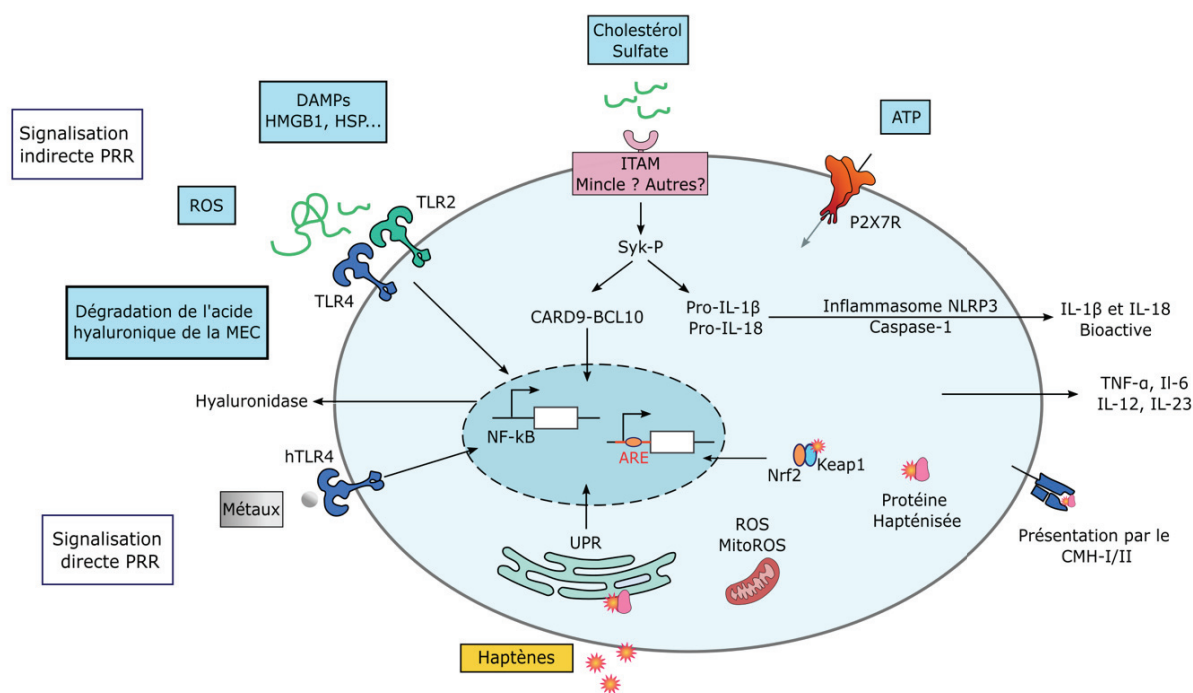 Cholestérol
Sulfate
DAMPs
HMGB1, HSP...
ATP
Signalisation
indirecte PRR
ITAM
Mincle ? Autres?
ROS
TLR2
P2X7R
Syk-P
TLR4
Dégradation de l'acide
hyaluronique de la MEC
CARD9-BCL10
Pro-IL-1β
Pro-IL-18
Inflammasome NLRP3
Caspase-1
IL-1β et IL-18
Bioactive
TNF-α, Il-6
IL-12, IL-23
Hyaluronidase
NF-kB
ARE
Nrf2
Keap1
hTLR4
Métaux
Protéine
Hapténisée
Signalisation
directe PRR
UPR
ROS
MitoROS
Présentation par le
CMH-I/II
Haptènes